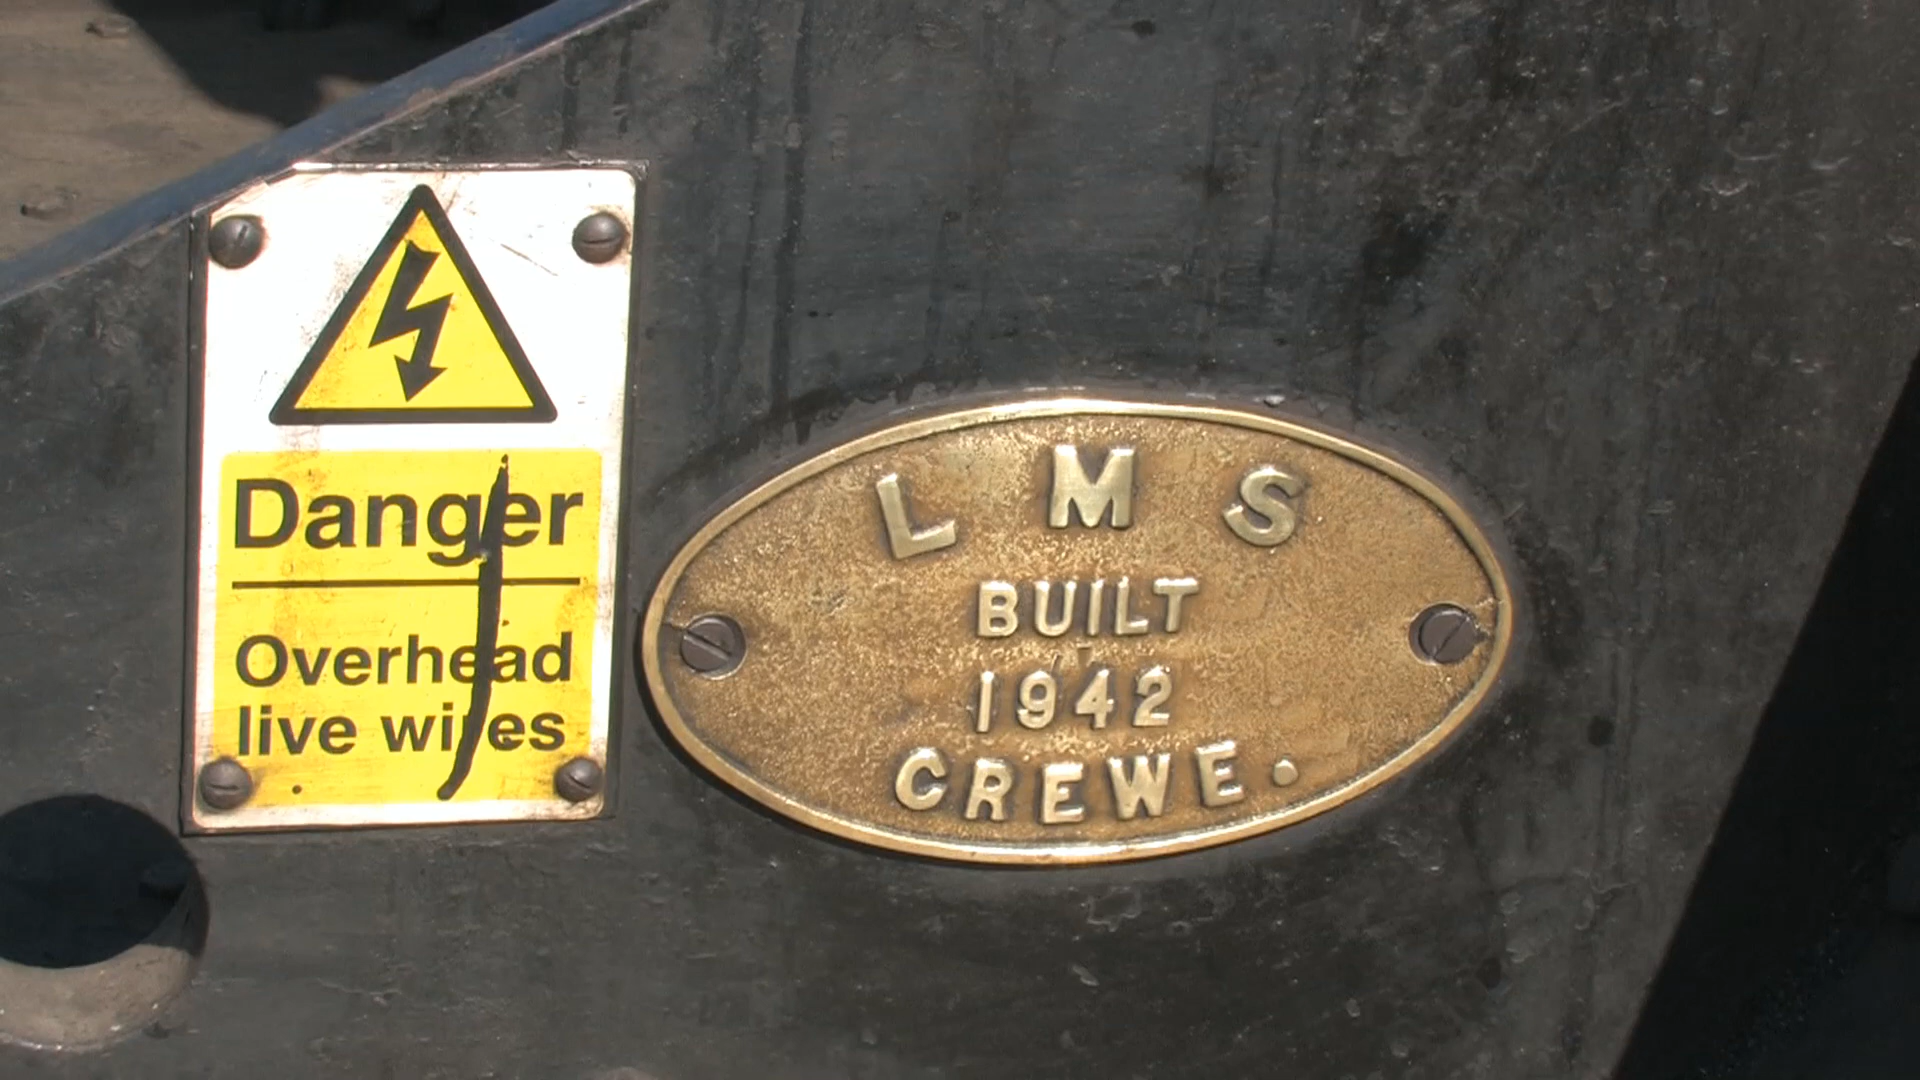 Danger
Overhead
live wires
L M S
BUILT
1942
CREWE.